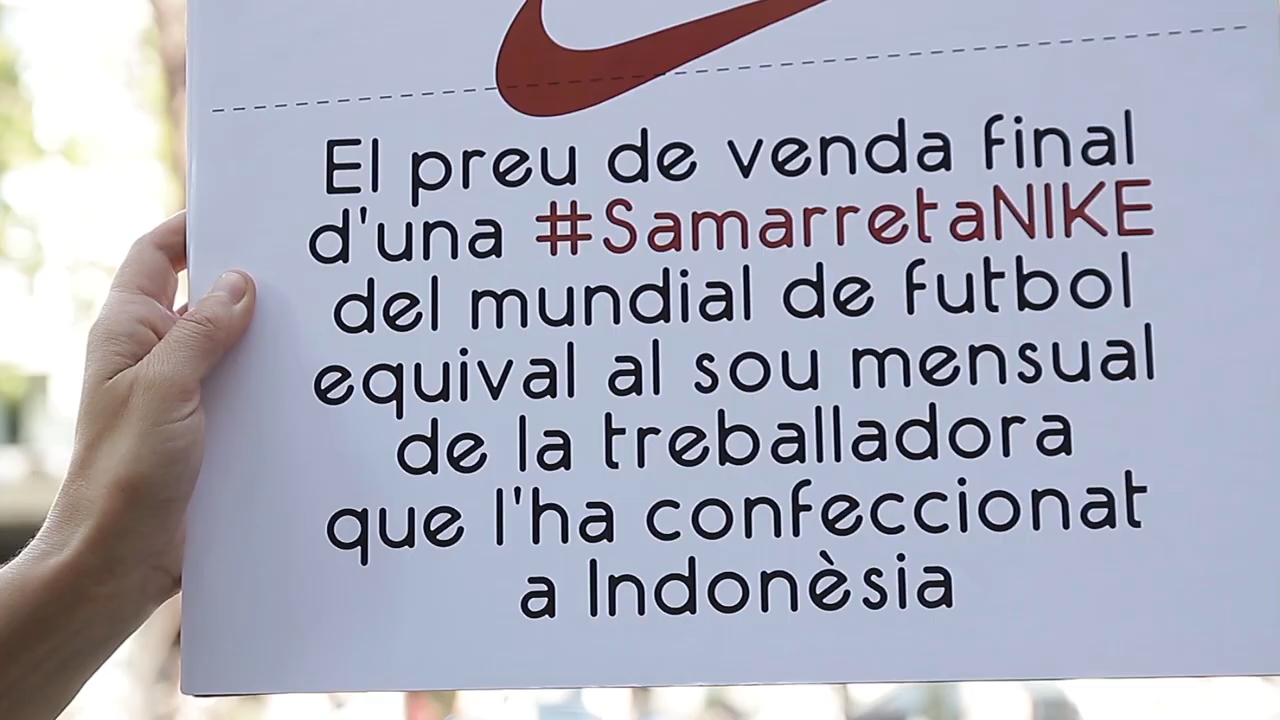 El preu de venda final
d'una #SamarretaNIKE
del mundial de futbol
equival al sou mensual
de la treballadora
que l'ha confeccionat
a Indonèsia